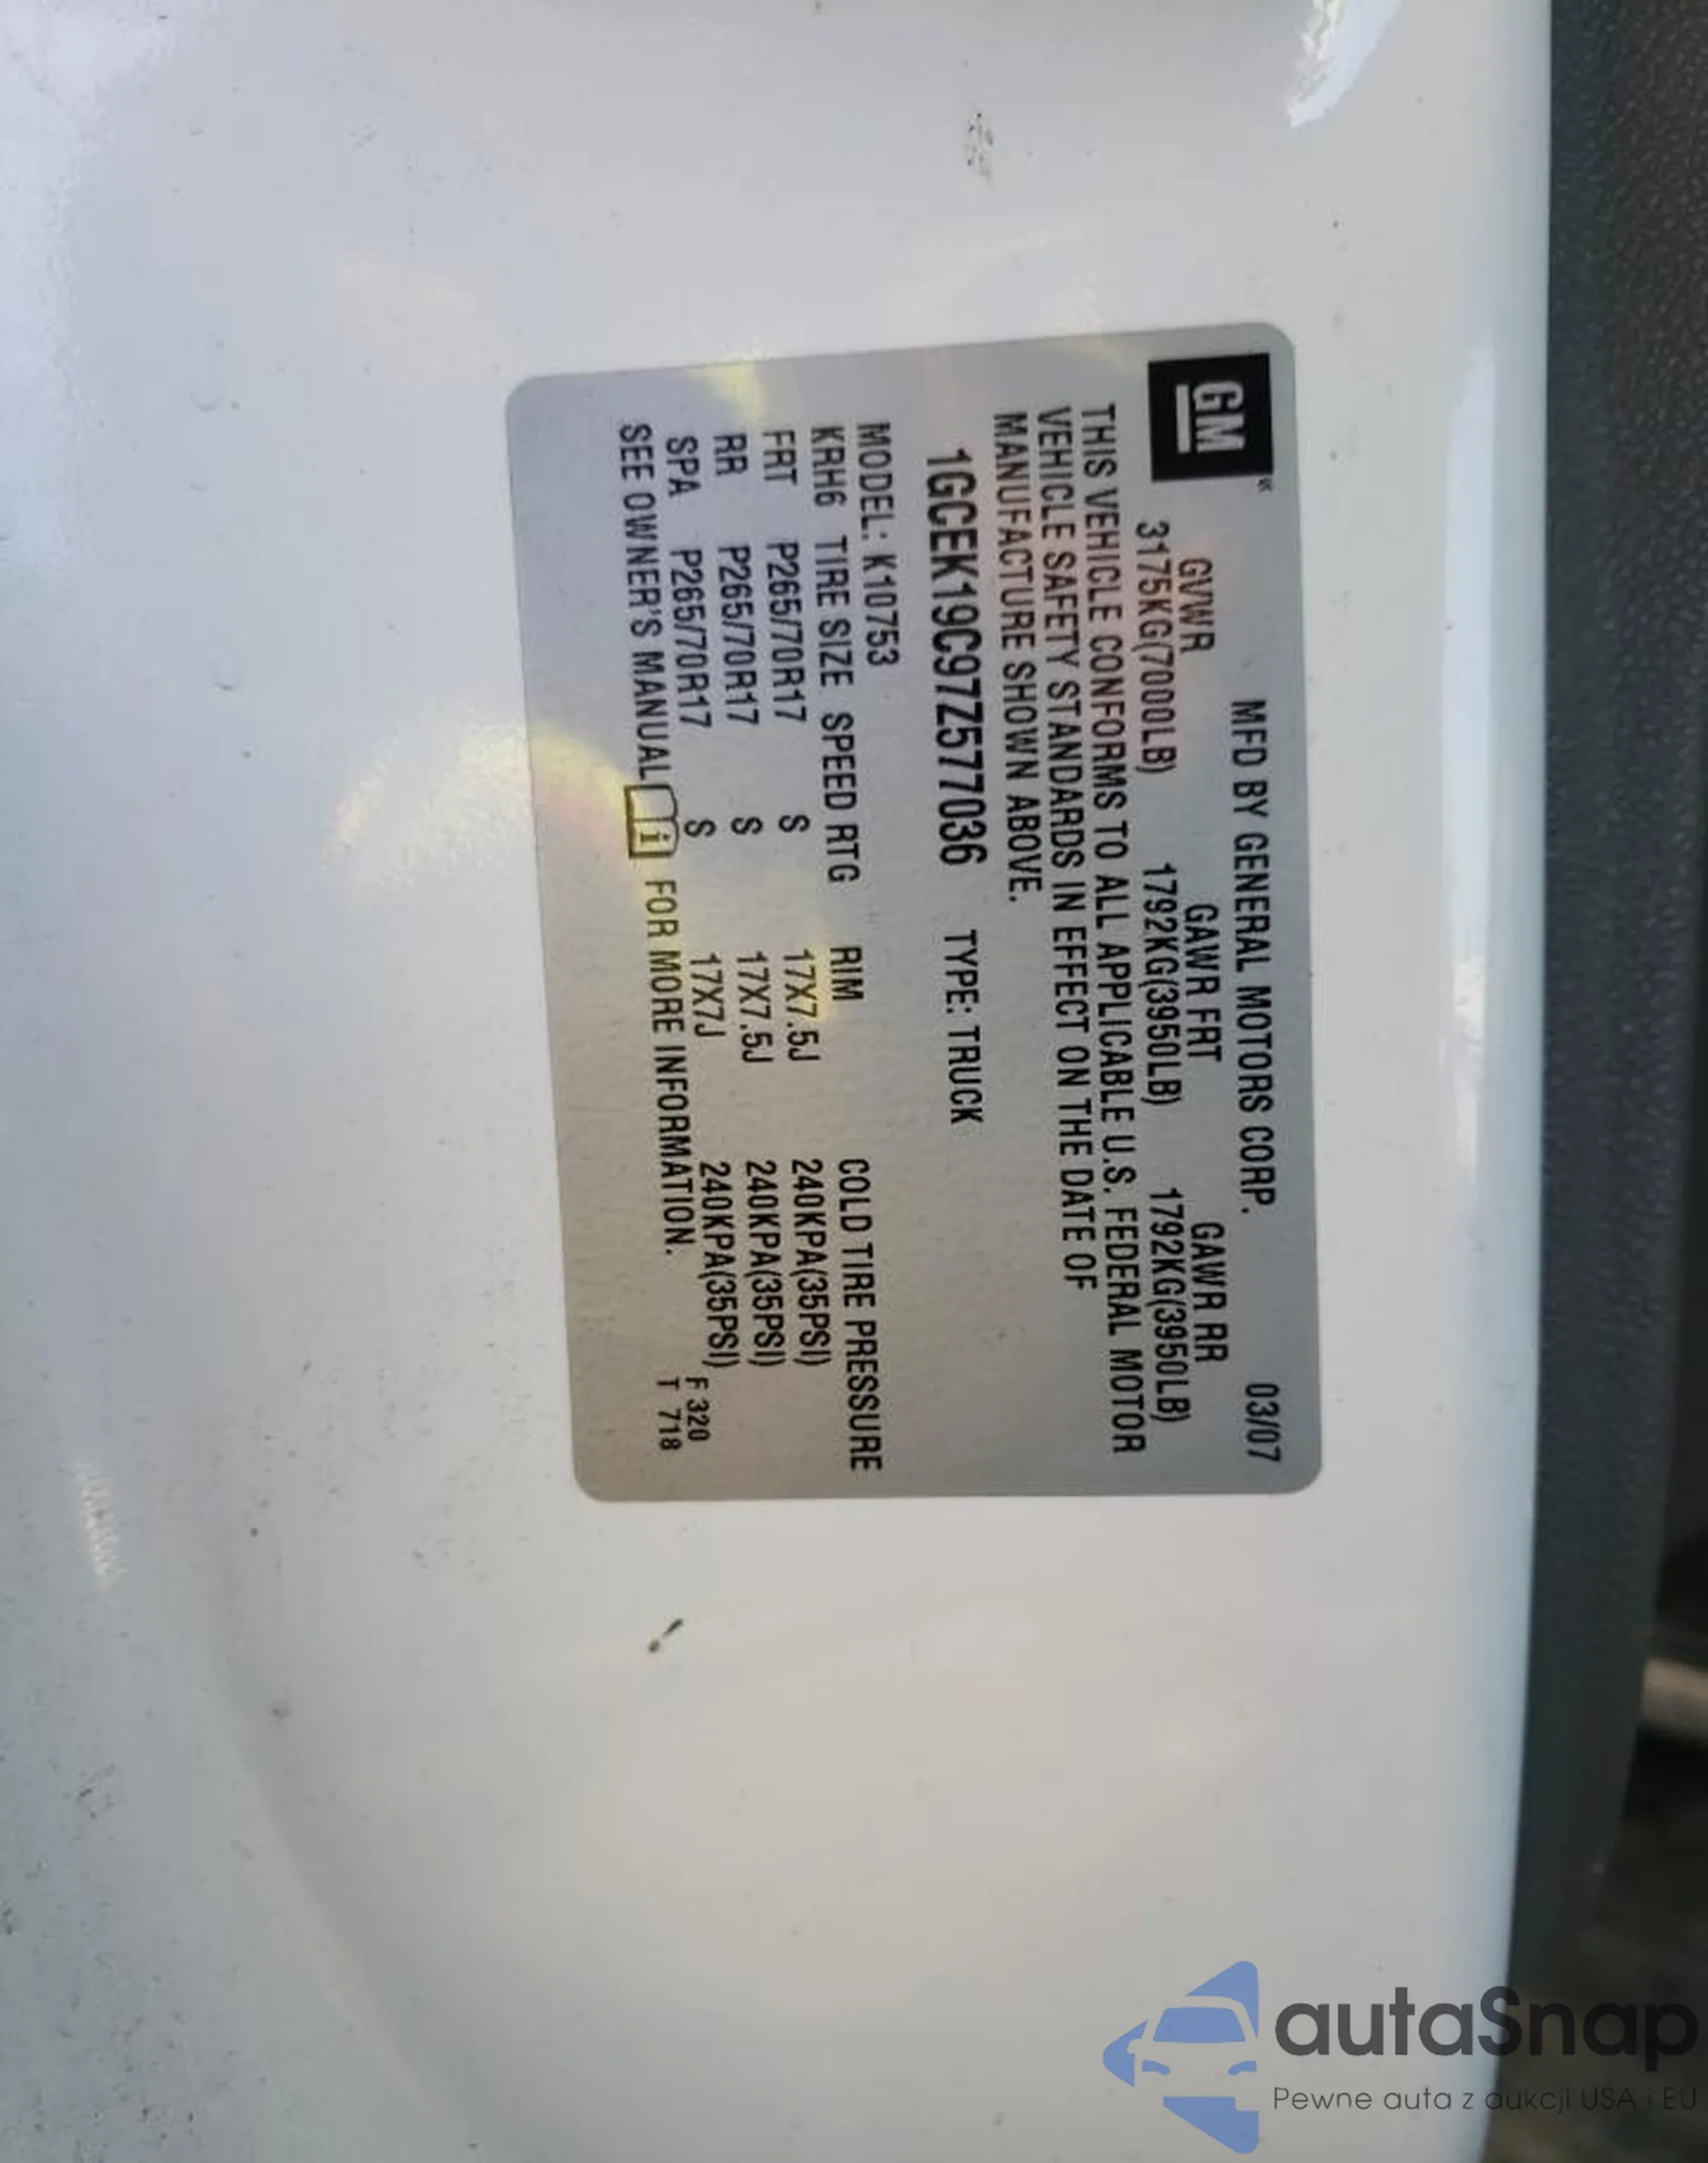 GM
MFD BY GENERAL MOTORS CORP. 03/07
GVWR GAWR FRT GAWR RR
3175KG(7000LB) 1792KG(3950LB) 1792KG(3950LB)
THIS VEHICLE CONFORMS TO ALL APPLICABLE U.S. FEDERAL MOTOR
VEHICLE SAFETY STANDARDS IN EFFECT ON THE DATE OF
MANUFACTURE SHOWN ABOVE.
1GCEK19C97Z577036 TYPE: TRUCK
MODEL: K10753
KRH6 TIRE SIZE SPEED RTG RIM COLD TIRE PRESSURE
FRT P265/70R17 S 17X7.5J 240KPA(35PSI)
RR P265/70R17 S 17X7.5J 240KPA(35PSI)
SPA P265/70R17 S 17X7J 240KPA(35PSI)
SEE OWNER'S MANUAL i FOR MORE INFORMATION.
F 320
T 718
autaSnap
Pewne auta z aukcji USA i EU